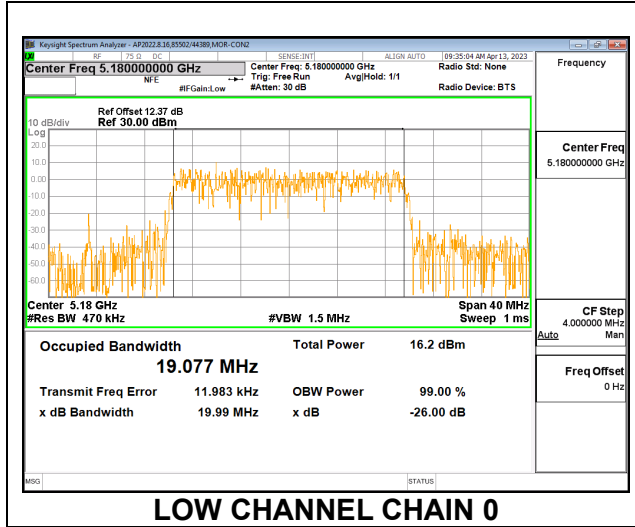 Keysight Spectrum Analyzer - AP2022.8.16,85502/44389,MOR-CON2
LXI RF 75 Ω DC SENSE:INT ALIGN AUTO 09:35:04 AM Apr 13, 2023
Center Freq 5.180000000 GHz
NFE
#IFGain:Low
Center Freq: 5.180000000 GHz
Trig: Free Run Avg|Hold: 1/1
#Atten: 30 dB
Radio Std: None
Radio Device: BTS
Frequency
Ref Offset 12.37 dB
10 dB/div Ref 30.00 dBm
Log
20.0
10.0
0.00
-10.0
-20.0
-30.0
-40.0
-50.0
-60.0
Center 5.18 GHz Span 40 MHz
#Res BW 470 kHz #VBW 1.5 MHz Sweep 1 ms
Occupied Bandwidth Total Power 16.2 dBm
19.077 MHz
Transmit Freq Error 11.983 kHz OBW Power 99.00 %
x dB Bandwidth 19.99 MHz x dB -26.00 dB
Center Freq
5.180000000 GHz
CF Step
4.000000 MHz
Auto Man
Freq Offset
0 Hz
MSG STATUS
LOW CHANNEL CHAIN 0